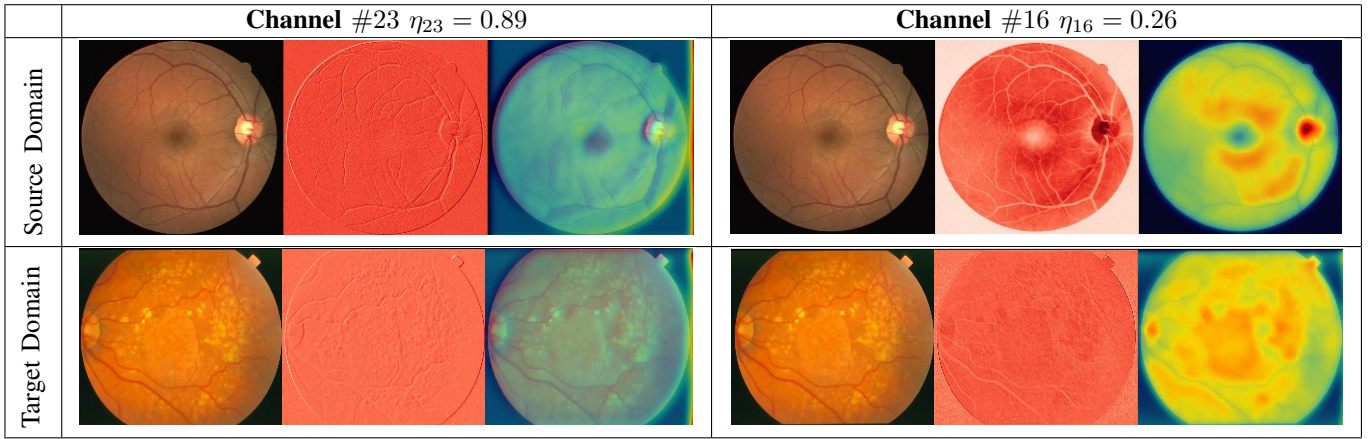 Channel #23 η₂₃ = 0.89
Channel #16 η₁₆ = 0.26
Source Domain
Target Domain